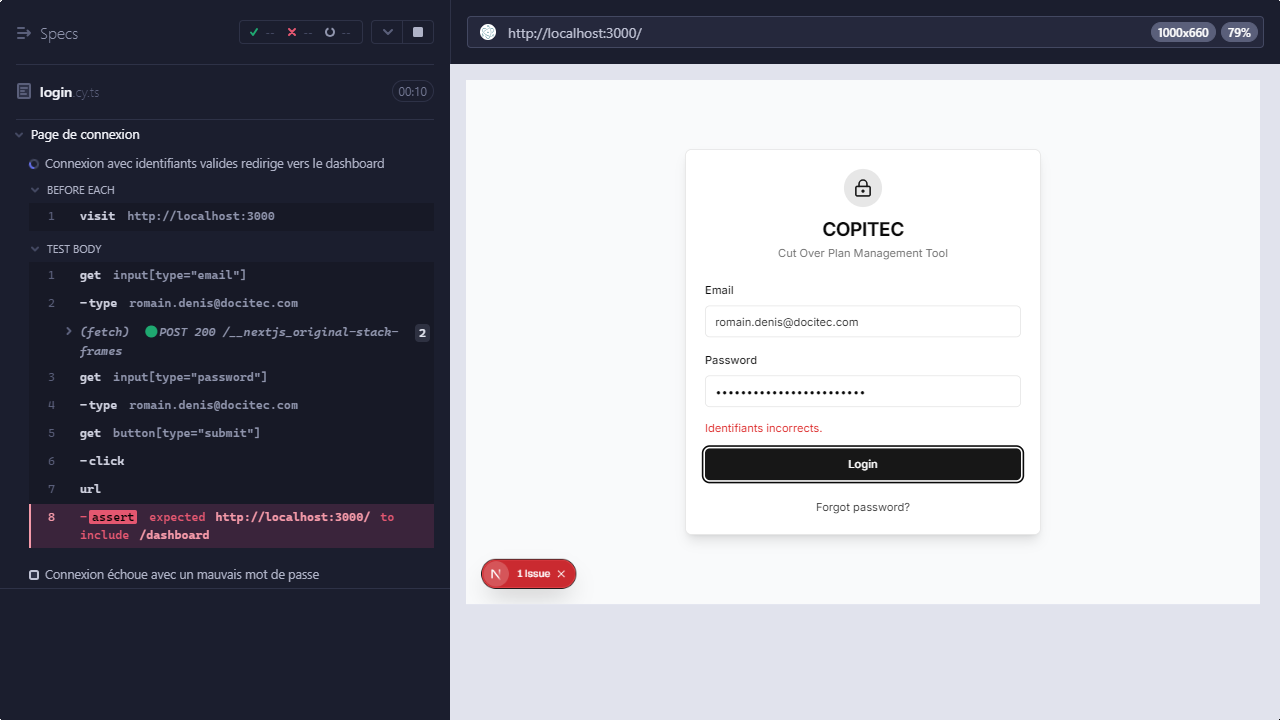 Specs
-- -- --
login.cy.ts
00:10
Page de connexion
Connexion avec identifiants valides redirige vers le dashboard
BEFORE EACH
1 visit http://localhost:3000
TEST BODY
1 get input[type="email"]
2 -type romain.denis@docitec.com
(fetch) POST 200 /__nextjs_original-stack-
frames
2
3 get input[type="password"]
4 -type romain.denis@docitec.com
5 get button[type="submit"]
6 -click
7 url
8 -assert expected http://localhost:3000/ to
include /dashboard
Connexion échoue avec un mauvais mot de passe
http://localhost:3000/
1000x660
79%
COPITEC
Cut Over Plan Management Tool
Email
romain.denis@docitec.com
Password
••••••••••••••••••••••••
Identifiants incorrects.
Login
Forgot password?
N 1 Issue